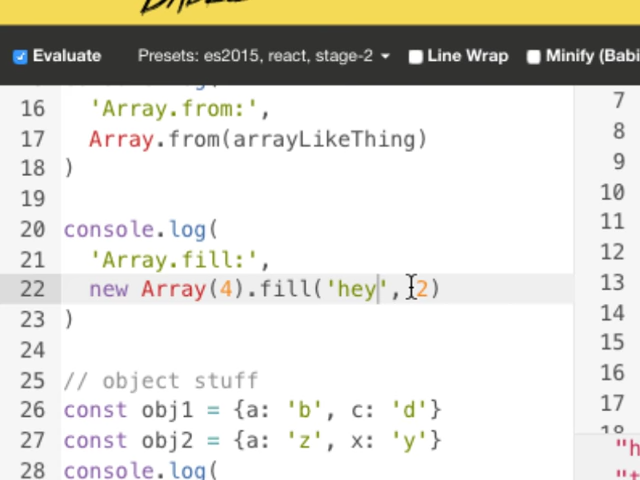 Evaluate Presets: es2015, react, stage-2 Line Wrap Minify (Babi
16 'Array.from:',
17 Array.from(arrayLikeThing)
18 )
19
20 console.log(
21 'Array.fill:',
22 new Array(4).fill('hey', 2)
23 )
24
25 // object stuff
26 const obj1 = {a: 'b', c: 'd'}
27 const obj2 = {a: 'z', x: 'y'}
28 console.log(
7
8
9
10
11
12
13
14
15
16
17
18
"h